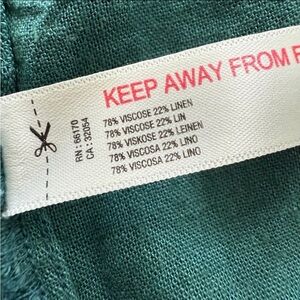 KEEP AWAY FROM F
RN: 66170
CA: 32054
78% VISCOSE 22% LINEN
78% VISCOSE 22% LIN
78% VISKOSE 22% LEINEN
78% VISCOSA 22% LINO
78% VISCOSA 22% LINO